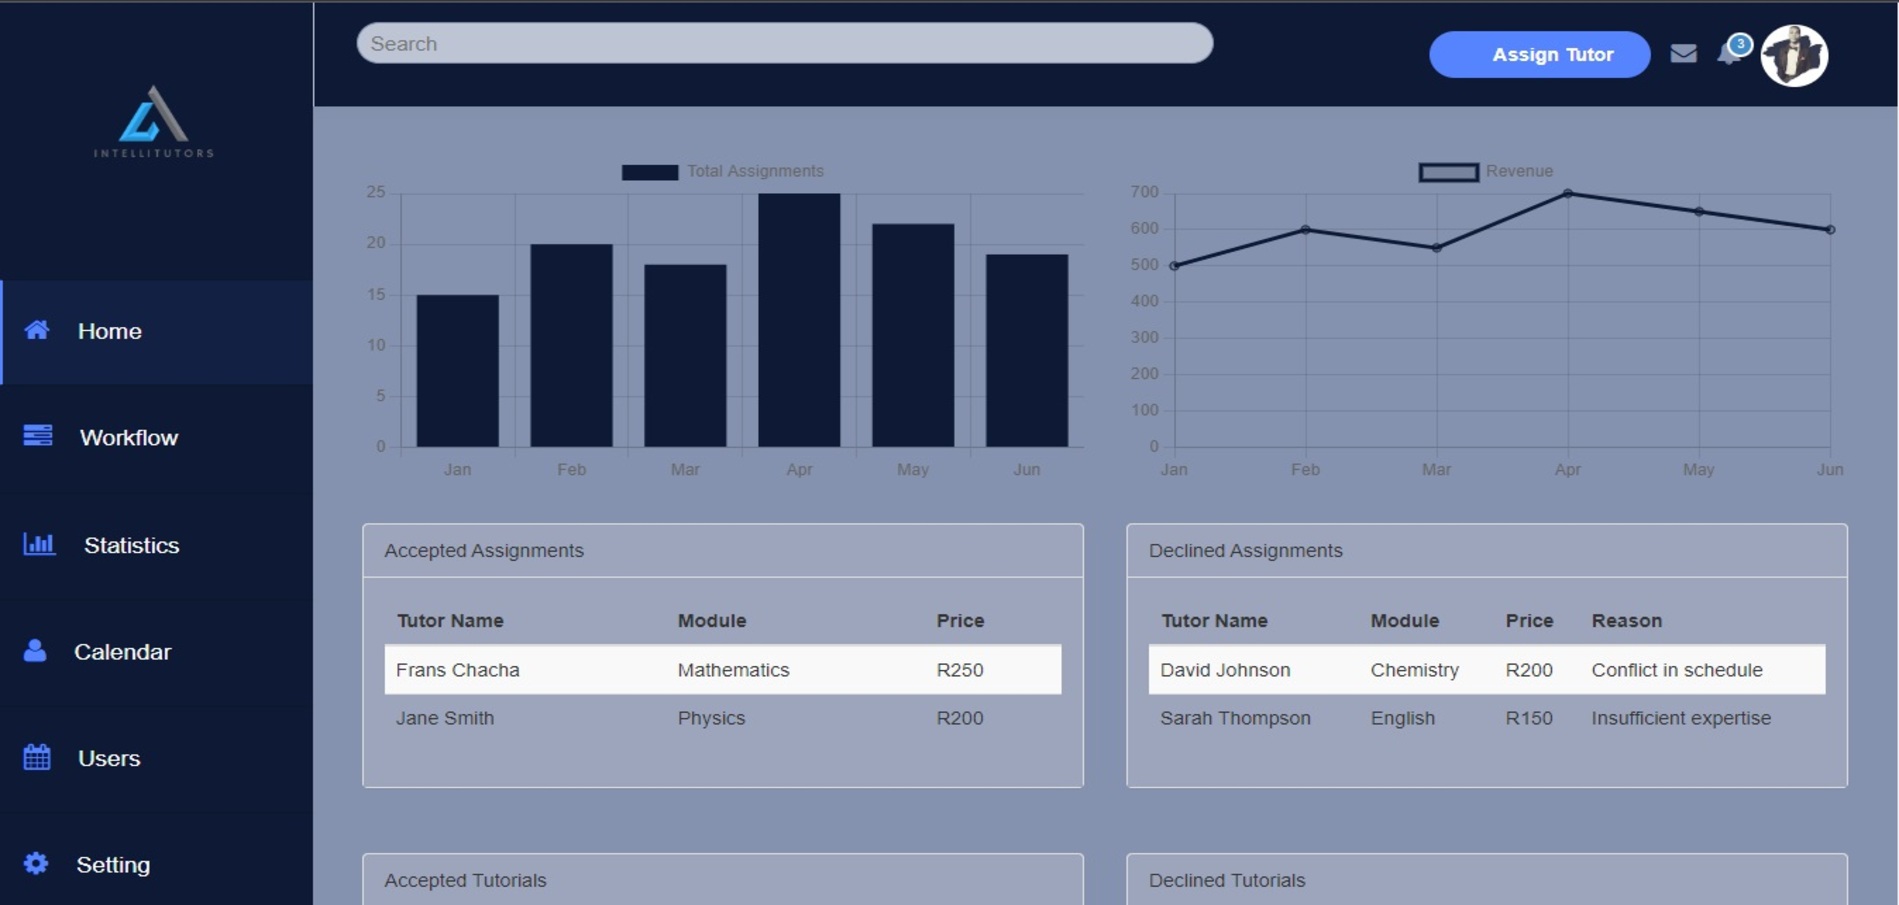 Search
Assign Tutor
3
INTELLITUTORS
Home
Workflow
Statistics
Calendar
Users
Setting
Total Assignments
25
20
15
10
5
0
Jan Feb Mar Apr May Jun
Revenue
700
600
500
400
300
200
100
0
Jan Feb Mar Apr May Jun
Accepted Assignments
Tutor Name Module Price
Frans Chacha Mathematics R250
Jane Smith Physics R200
Declined Assignments
Tutor Name Module Price Reason
David Johnson Chemistry R200 Conflict in schedule
Sarah Thompson English R150 Insufficient expertise
Accepted Tutorials
Declined Tutorials